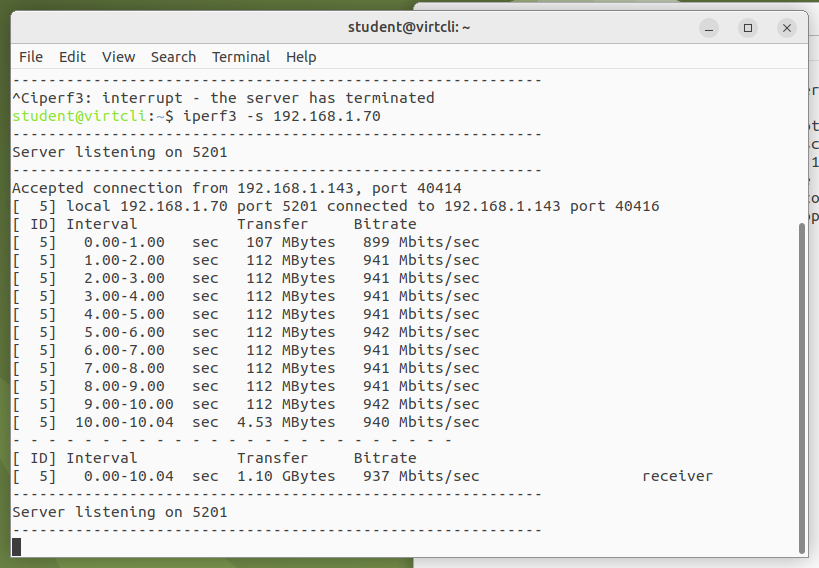 student@virtcli: ~
File Edit View Search Terminal Help
-----------------------------------------------------------
^Ciperf3: interrupt - the server has terminated
student@virtcli:~$ iperf3 -s 192.168.1.70
-----------------------------------------------------------
Server listening on 5201
-----------------------------------------------------------
Accepted connection from 192.168.1.143, port 40414
[  5] local 192.168.1.70 port 5201 connected to 192.168.1.143 port 40416
[ ID] Interval           Transfer     Bitrate
[  5]   0.00-1.00   sec   107 MBytes   899 Mbits/sec
[  5]   1.00-2.00   sec   112 MBytes   941 Mbits/sec
[  5]   2.00-3.00   sec   112 MBytes   941 Mbits/sec
[  5]   3.00-4.00   sec   112 MBytes   941 Mbits/sec
[  5]   4.00-5.00   sec   112 MBytes   941 Mbits/sec
[  5]   5.00-6.00   sec   112 MBytes   942 Mbits/sec
[  5]   6.00-7.00   sec   112 MBytes   941 Mbits/sec
[  5]   7.00-8.00   sec   112 MBytes   941 Mbits/sec
[  5]   8.00-9.00   sec   112 MBytes   941 Mbits/sec
[  5]   9.00-10.00  sec   112 MBytes   942 Mbits/sec
[  5]  10.00-10.04  sec  4.53 MBytes   940 Mbits/sec
- - - - - - - - - - - - - - - - - - - - - - - - -
[ ID] Interval           Transfer     Bitrate
[  5]   0.00-10.04  sec  1.10 GBytes   937 Mbits/sec                  receiver
-----------------------------------------------------------
Server listening on 5201
-----------------------------------------------------------